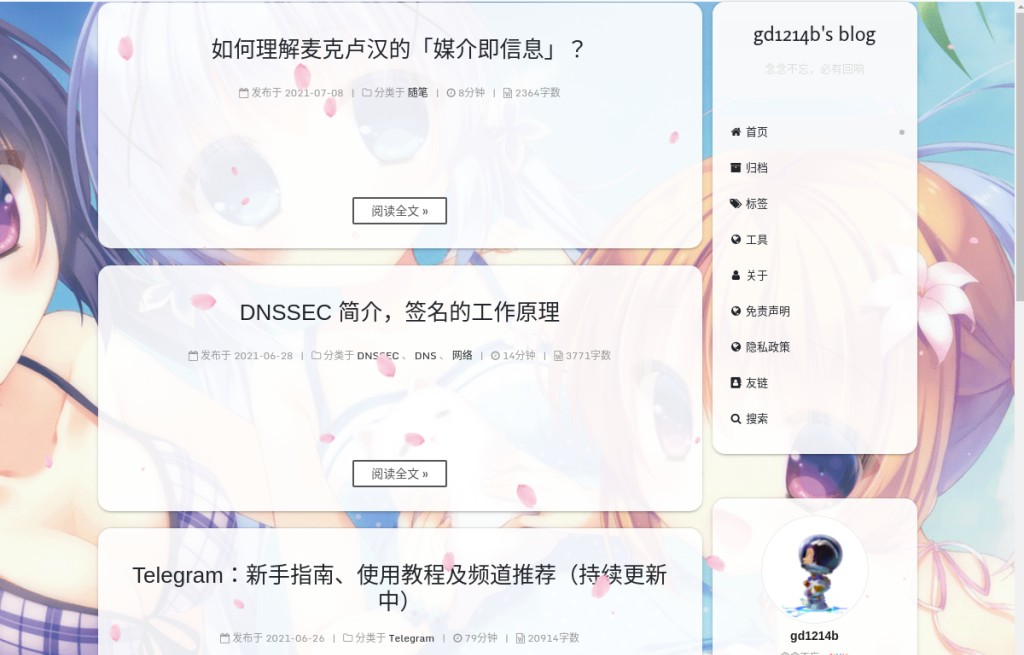 如何理解麦克卢汉的「媒介即信息」？
发布于 2021-07-08 | 分类于 随笔 | 8分钟 | 2364字数
阅读全文 »
DNSSEC 简介，签名的工作原理
发布于 2021-06-28 | 分类于 DNSSEC 、 DNS 、 网络 | 14分钟 | 3771字数
阅读全文 »
Telegram：新手指南、使用教程及频道推荐（持续更新
中）
发布于 2021-06-26 | 分类于 Telegram | 79分钟 | 20914字数
gd1214b's blog
念念不忘，必有回响
首页
归档
标签
工具
关于
免责声明
隐私政策
友链
搜索
gd1214b